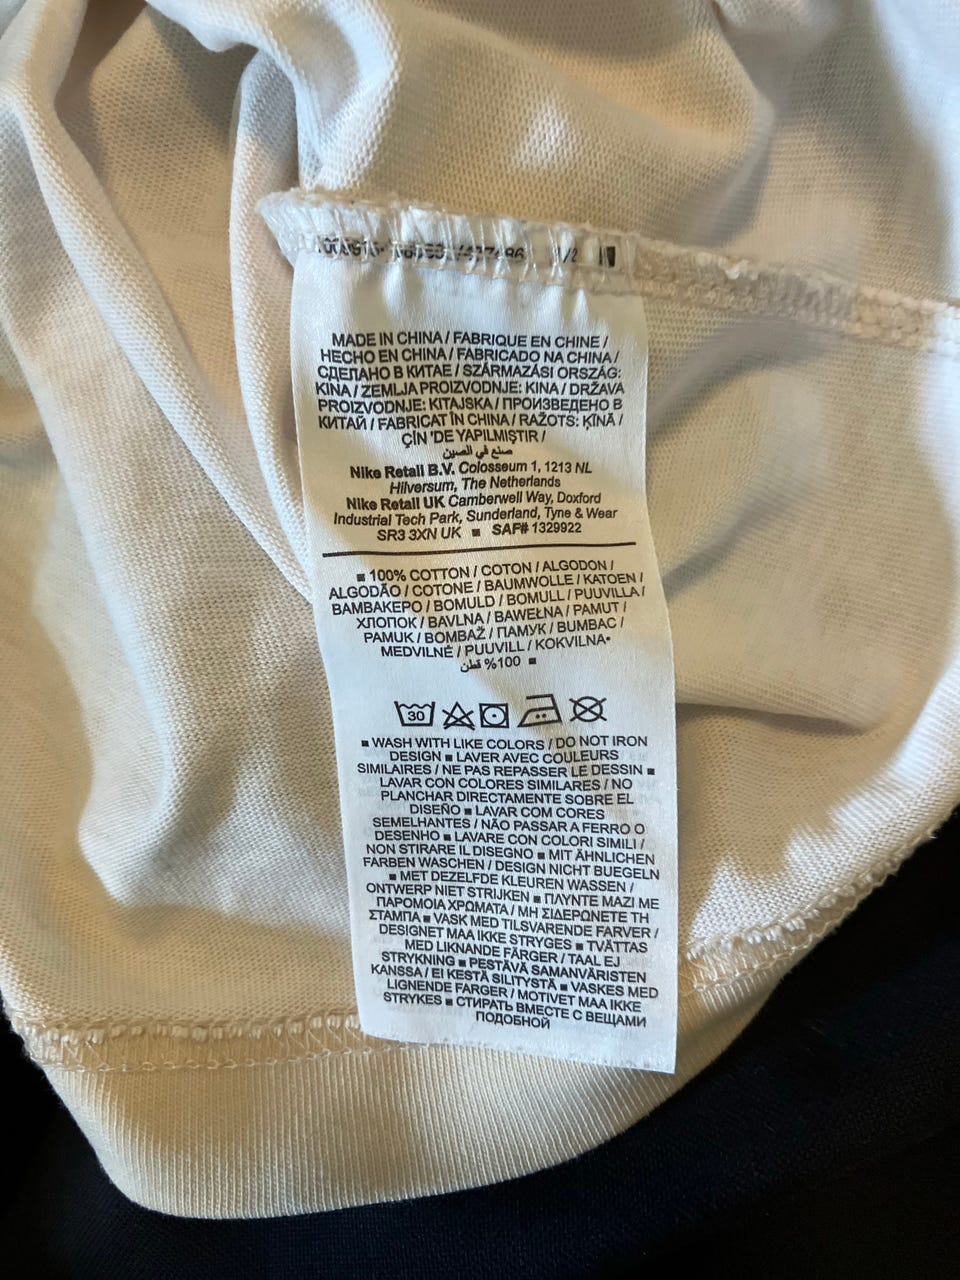 1/2
MADE IN CHINA / FABRIQUE EN CHINE /
HECHO EN CHINA / FABRICADO NA CHINA /
СДЕЛАНО В КИТАЕ / SZÁRMAZÁSI ORSZÁG:
KÍNA / ZEMLJA PROIZVODNJE: KINA / DRŽAVA
PROIZVODNJE: KITAJSKA / ПРОИЗВЕДЕНО В
КИТАЙ / FABRICAT ÎN CHINA / RAŽOTS: ĶĪNĀ /
ÇİN 'DE YAPILMIŞTIR /
صنع في الصين
Nike Retail B.V. Colosseum 1, 1213 NL
Hilversum, The Netherlands
Nike Retail UK Camberwell Way, Doxford
Industrial Tech Park, Sunderland, Tyne & Wear
SR3 3XN UK ■ SAF# 1329922
■ 100% COTTON / COTON / ALGODON /
ALGODÃO / COTONE / BAUMWOLLE / KATOEN /
ΒΑΜΒΑΚΕΡΟ / BOMULD / BOMULL / PUUVILLA /
ХЛОПОК / BAVLNA / BAWEŁNA / PAMUT /
PAMUK / BOMBAŽ / ПАМУК / BUMBAC /
MEDVILNĖ / PUUVILL / KOKVILNA▪
■ 100% قطن
30
■ WASH WITH LIKE COLORS / DO NOT IRON
DESIGN ■ LAVER AVEC COULEURS
SIMILAIRES / NE PAS REPASSER LE DESSIN ■
LAVAR CON COLORES SIMILARES / NO
PLANCHAR DIRECTAMENTE SOBRE EL
DISEÑO ■ LAVAR COM CORES
SEMELHANTES / NÃO PASSAR A FERRO O
DESENHO ■ LAVARE CON COLORI SIMILI /
NON STIRARE IL DISEGNO ■ MIT ÄHNLICHEN
FARBEN WASCHEN / DESIGN NICHT BUEGELN
■ MET DEZELFDE KLEUREN WASSEN /
ONTWERP NIET STRIJKEN ■ ΠΛΥΝΤΕ ΜΑΖΙ ΜΕ
ΠΑΡΟΜΟΙΑ ΧΡΩΜΑΤΑ / ΜΗ ΣΙΔΕΡΩΝΕΤΕ ΤΗ
ΣΤΑΜΠΑ ■ VASK MED TILSVARENDE FARVER /
DESIGNET MAA IKKE STRYGES ■ TVÄTTAS
MED LIKNANDE FÄRGER / TAAL EJ
STRYKNING ■ PESTÄVÄ SAMANVÄRISTEN
KANSSA / EI KESTÄ SILITYSTÄ ■ VASKES MED
LIGNENDE FARGER / MOTIVET MAA IKKE
STRYKES ■ СТИРАТЬ ВМЕСТЕ С ВЕЩАМИ
ПОДОБНОЙ